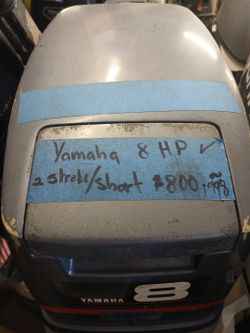 Yamaha 8 HP ✓
2 stroke/short $800.
YAMAHA 8